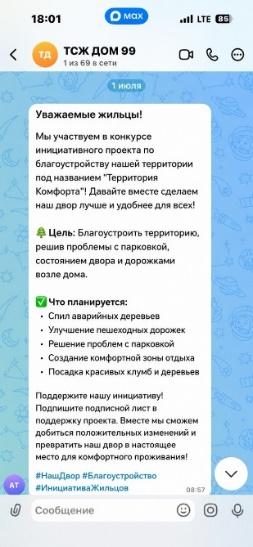 18:01
max
LTE 85
ТД
ТСЖ ДОМ 99
1 из 69 в сети
1 июля
Уважаемые жильцы!
Мы участвуем в конкурсе
инициативного проекта по
благоустройству нашей территории
под названием "Территория
Комфорта"! Давайте вместе сделаем
наш двор лучше и удобнее для всех!
🌲 Цель: Благоустроить территорию,
решив проблемы с парковкой,
состоянием двора и дорожками
возле дома.
✅ Что планируется:
• Спил аварийных деревьев
• Улучшение пешеходных дорожек
• Решение проблем с парковкой
• Создание комфортной зоны отдыха
• Посадка красивых клумб и деревьев
Поддержите нашу инициативу!
Подпишите подписной лист в
поддержку проекта. Вместе мы сможем
добиться положительных изменений и
превратить наш двор в настоящее
место для комфортного проживания!
#НашДвор #Благоустройство
#ИнициативаЖильцов
08:57
АТ
Сообщение